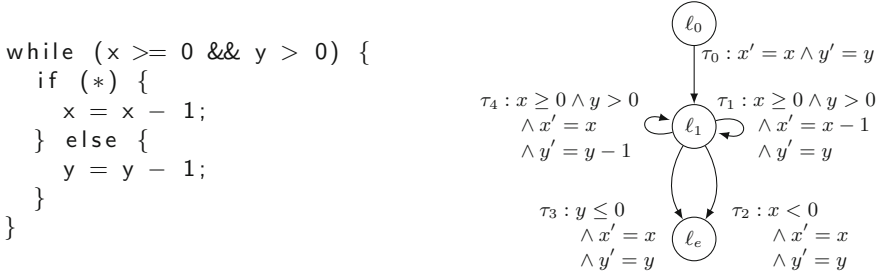 while (x >= 0 && y > 0) {
if (*) {
x = x − 1;
} else {
y = y − 1;
}
}
ℓ0
τ0 : x′ = x ∧ y′ = y
τ4 : x ≥ 0 ∧ y > 0
∧ x′ = x
∧ y′ = y − 1
ℓ1
τ1 : x ≥ 0 ∧ y > 0
∧ x′ = x − 1
∧ y′ = y
τ3 : y ≤ 0
∧ x′ = x
∧ y′ = y
ℓe
τ2 : x < 0
∧ x′ = x
∧ y′ = y